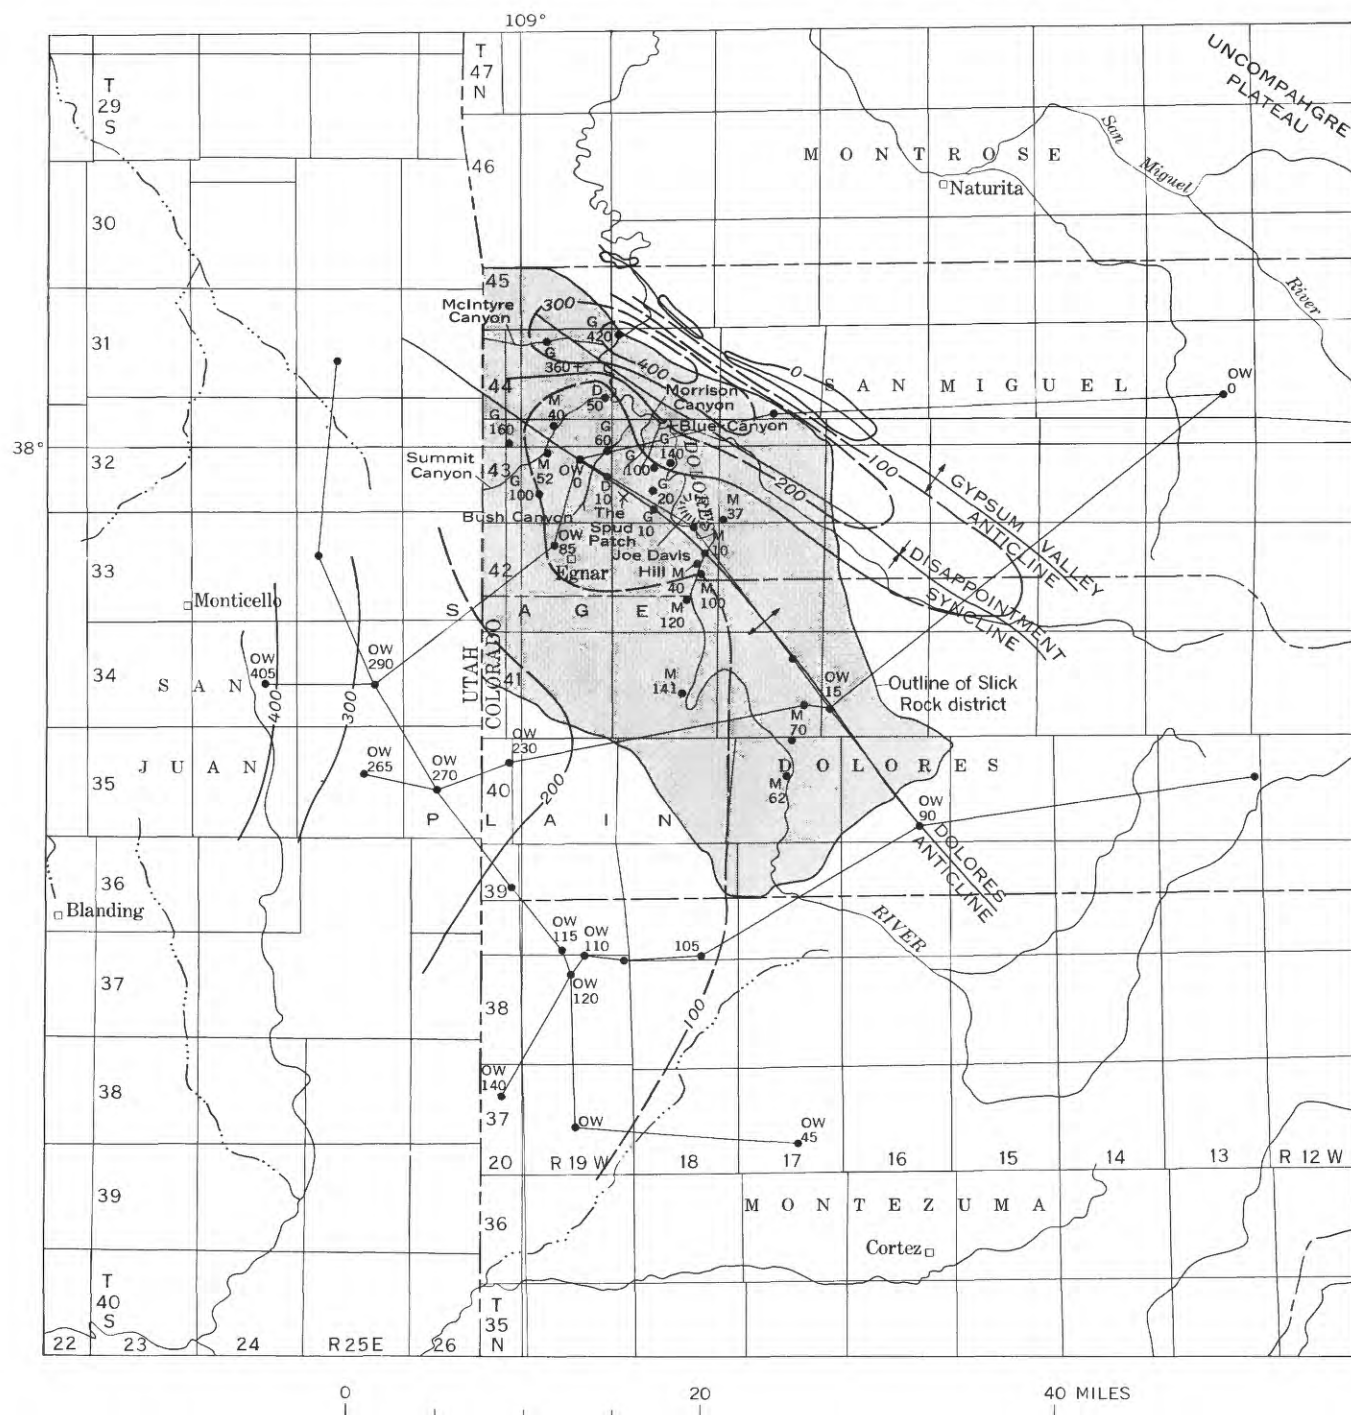 109°
T
47
N
T
29
S
UNCOMPAHGRE
PLATEAU
46
MONTROSE
San
Miguel
River
Naturita
30
45
McIntyre
Canyon
300
G
420
31
G
360+
400
0
SAN MIGUEL
OW
0
44
D
50
Morrison
Canyon
M
40
G
160
G
60
Blue Canyon
38°
32
Summit
Canyon
43
M
52
OW
0
G
100
G
140
DOLORES
River
100
200
GYPSUM VALLEY
ANTICLINE
G
100
D
10
G
20
M
37
Bush Canyon
The
Spud
Patch
G
10
OW
85
M
10
Joe Davis
Hill
DISAPPOINTMENT
SYNCLINE
33
42
Egnar
M
40
M
100
Monticello
SAGE
M
120
UTAH
COLORADO
OW
405
OW
290
34
SAN
41
M
141
OW
15
Outline of Slick
Rock district
400
300
M
70
OW
265
OW
270
OW
230
35
JUAN
40
200
DOLORES
M
62
PLAIN
OW
90
DOLORES
ANTICLINE
36
39
Blanding
RIVER
OW
115
OW
110
105
37
OW
120
38
100
OW
140
38
37
OW
OW
45
20
R 19 W
18
17
16
15
14
13
R 12 W
39
36
MONTEZUMA
Cortez
T
40
S
T
35
N
22
23
24
R 25 E
26
0
20
40 MILES